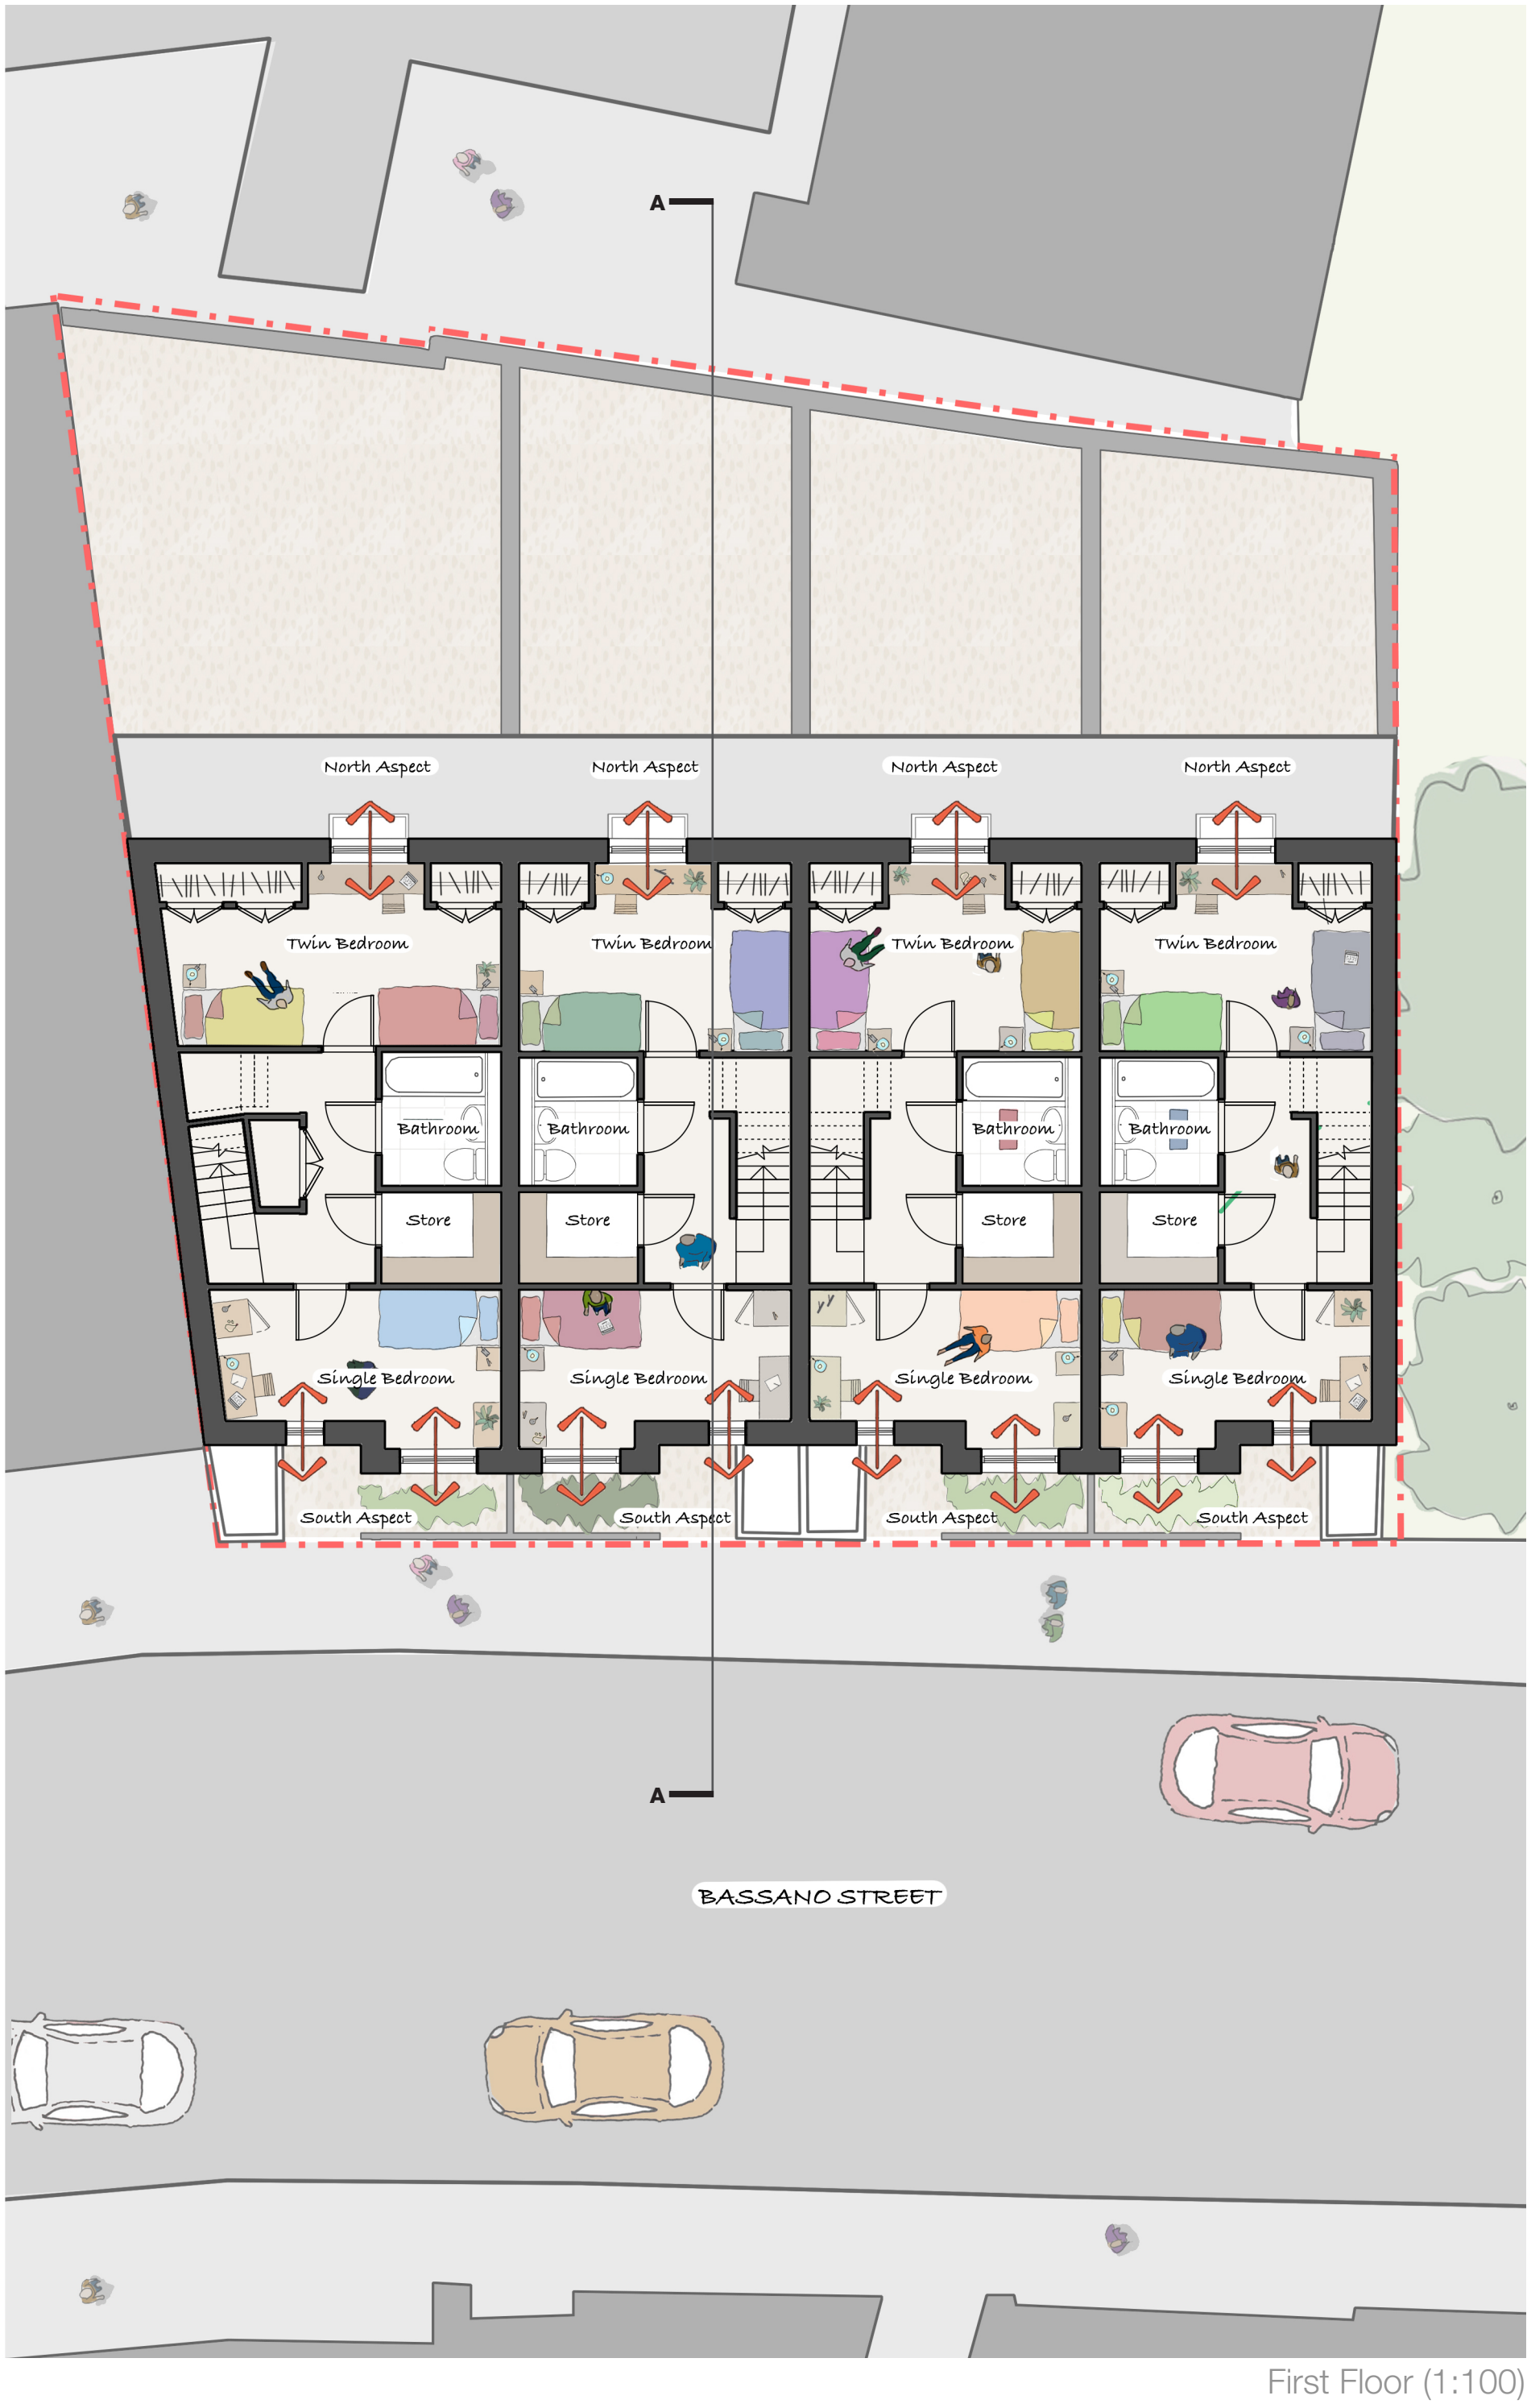 A
North Aspect
North Aspect
North Aspect
North Aspect
Twin Bedroom
Twin Bedroom
Twin Bedroom
Twin Bedroom
Bathroom
Bathroom
Bathroom
Bathroom
Store
Store
Store
Store
Single Bedroom
Single Bedroom
Single Bedroom
Single Bedroom
South Aspect
South Aspect
South Aspect
South Aspect
A
BASSANO STREET
First Floor (1:100)